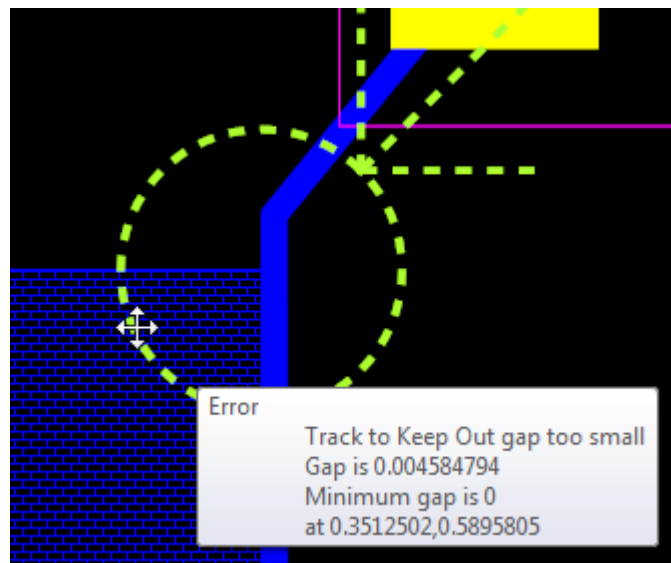 Error
Track to Keep Out gap too small
Gap is 0.004584794
Minimum gap is 0
at 0.3512502,0.5895805